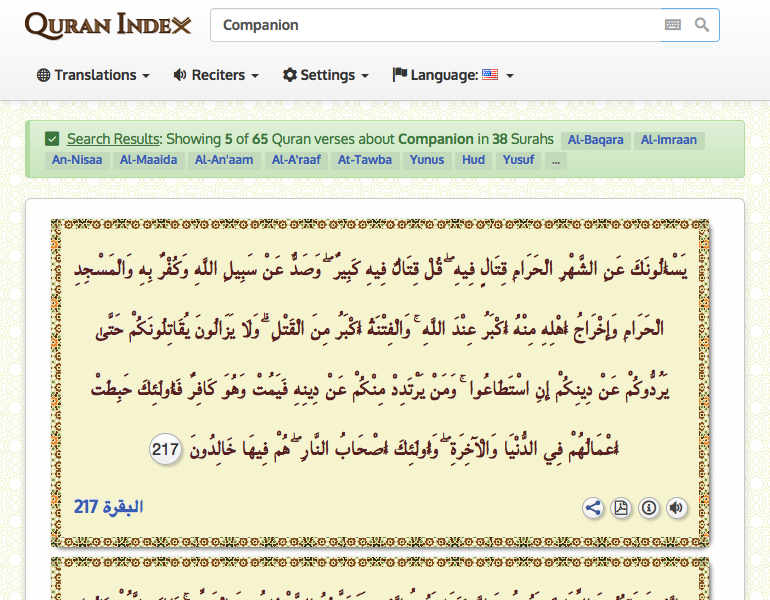 QURAN INDEX
Companion
Translations
Reciters
Settings
Language:
Search Results: Showing 5 of 65 Quran verses about Companion in 38 Surahs Al-Baqara Al-Imraan
An-Nisaa Al-Maaida Al-An'aam Al-A'raaf At-Tawba Yunus Hud Yusuf ...
يَسْأَلُونَكَ عَنِ الشَّهْرِ الْحَرَامِ قِتَالٍ فِيهِ ۖ قُلْ قِتَالٌ فِيهِ كَبِيرٌ ۖ وَصَدٌّ عَنْ سَبِيلِ اللَّهِ وَكُفْرٌ بِهِ وَالْمَسْجِدِ
الْحَرَامِ وَإِخْرَاجُ أَهْلِهِ مِنْهُ أَكْبَرُ عِنْدَ اللَّهِ ۚ وَالْفِتْنَةُ أَكْبَرُ مِنَ الْقَتْلِ ۗ وَلَا يَزَالُونَ يُقَاتِلُونَكُمْ حَتَّىٰ
يَرُدُّوكُمْ عَنْ دِينِكُمْ إِنِ اسْتَطَاعُوا ۚ وَمَنْ يَرْتَدِدْ مِنْكُمْ عَنْ دِينِهِ فَيَمُتْ وَهُوَ كَافِرٌ فَأُولَٰئِكَ حَبِطَتْ
أَعْمَالُهُمْ فِي الدُّنْيَا وَالْآخِرَةِ ۖ وَأُولَٰئِكَ أَصْحَابُ النَّارِ ۖ هُمْ فِيهَا خَالِدُونَ 217
البقرة 217